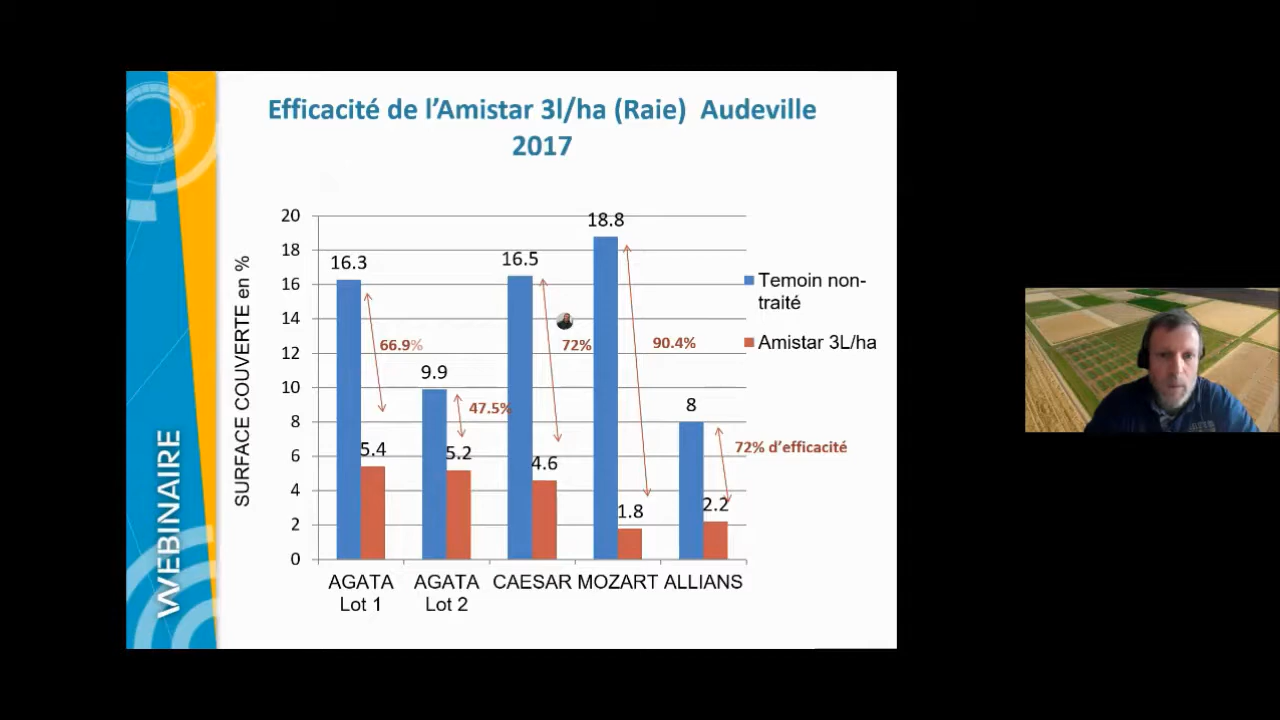 Efficacité de l'Amistar 3l/ha (Raie) Audeville
2017
WEBINAIRE
SURFACE COUVERTE en %
20
18
16
14
12
10
8
6
4
2
0
16.3
5.4
66.9%
9.9
5.2
47.5%
16.5
4.6
72%
18.8
1.8
90.4%
8
2.2
72% d'efficacité
AGATA
Lot 1
AGATA
Lot 2
CAESAR
MOZART
ALLIANS
Temoin non-
traité
Amistar 3L/ha